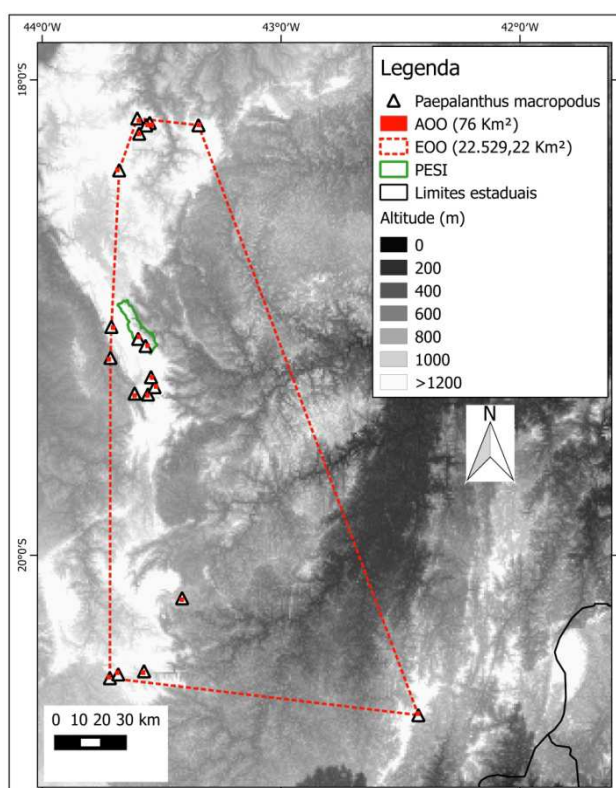 44°0'O 43°0'O 42°0'O
18°0'S
20°0'S
Legenda
Paepalanthus macropodus
AOO (76 Km²)
EOO (22.529,22 Km²)
PESI
Limites estaduais
Altitude (m)
0
200
400
600
800
1000
>1200
N
0 10 20 30 km